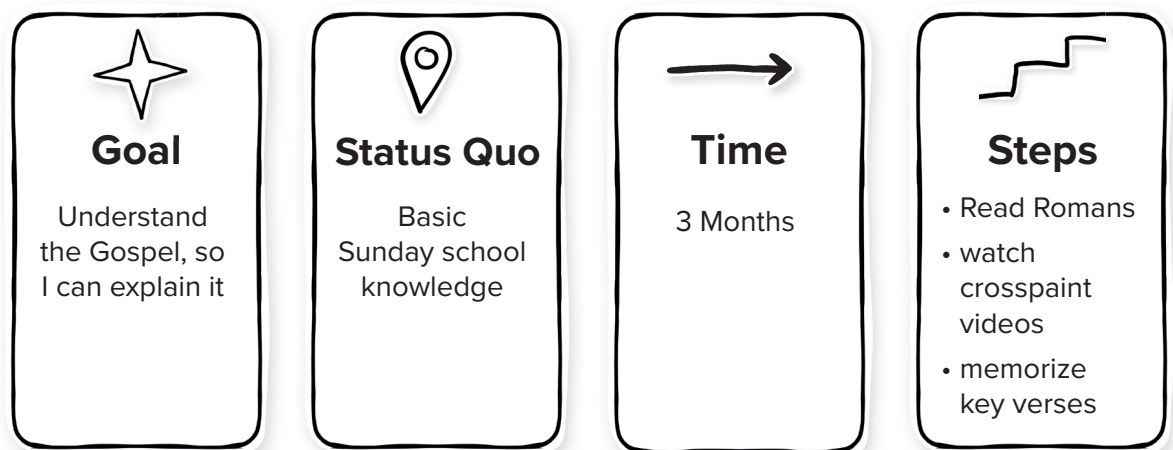 Goal
Understand
the Gospel, so
I can explain it
Status Quo
Basic
Sunday school
knowledge
Time
3 Months
Steps
• Read Romans
• watch
crosspaint
videos
• memorize
key verses